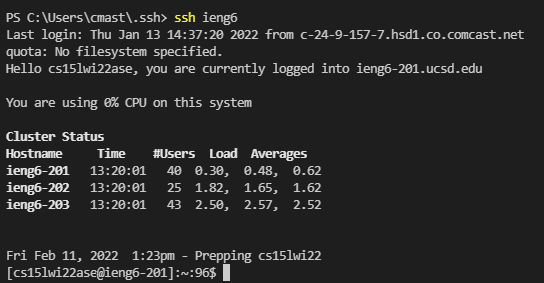 PS C:\Users\cmast\.ssh> ssh ieng6
Last login: Thu Jan 13 14:37:20 2022 from c-24-9-157-7.hsd1.co.comcast.net
quota: No filesystem specified.
Hello cs15lwi22ase, you are currently logged into ieng6-201.ucsd.edu
You are using 0% CPU on this system
Cluster Status
Hostname     Time    #Users  Load  Averages
ieng6-201   13:20:01   40  0.30,  0.48,  0.62
ieng6-202   13:20:01   25  1.82,  1.65,  1.62
ieng6-203   13:20:01   43  2.50,  2.57,  2.52
Fri Feb 11, 2022  1:23pm - Prepping cs15lwi22
[cs15lwi22ase@ieng6-201]:~:96$